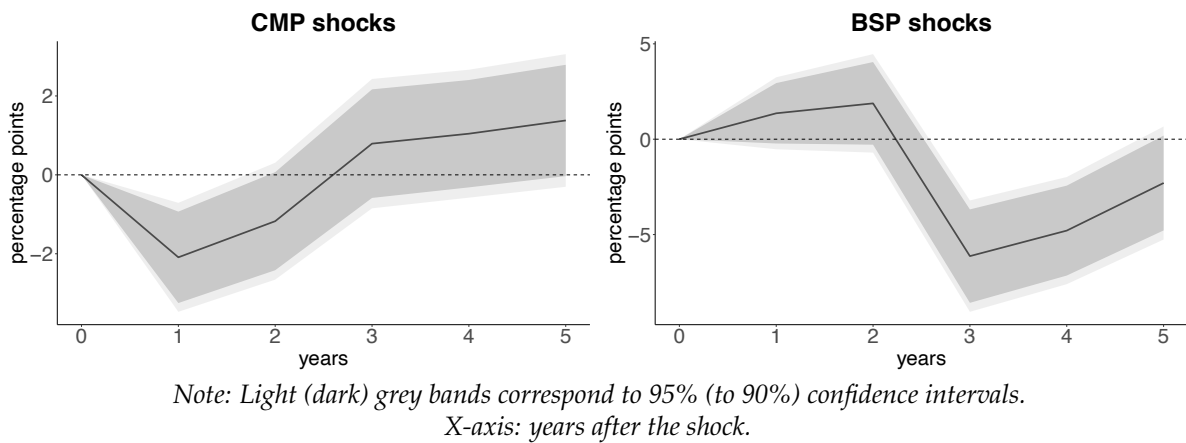 CMP shocks
percentage points
2
0
−2
0 1 2 3 4 5
years
BSP shocks
percentage points
5
0
−5
0 1 2 3 4 5
years
Note: Light (dark) grey bands correspond to 95% (to 90%) confidence intervals.
X-axis: years after the shock.